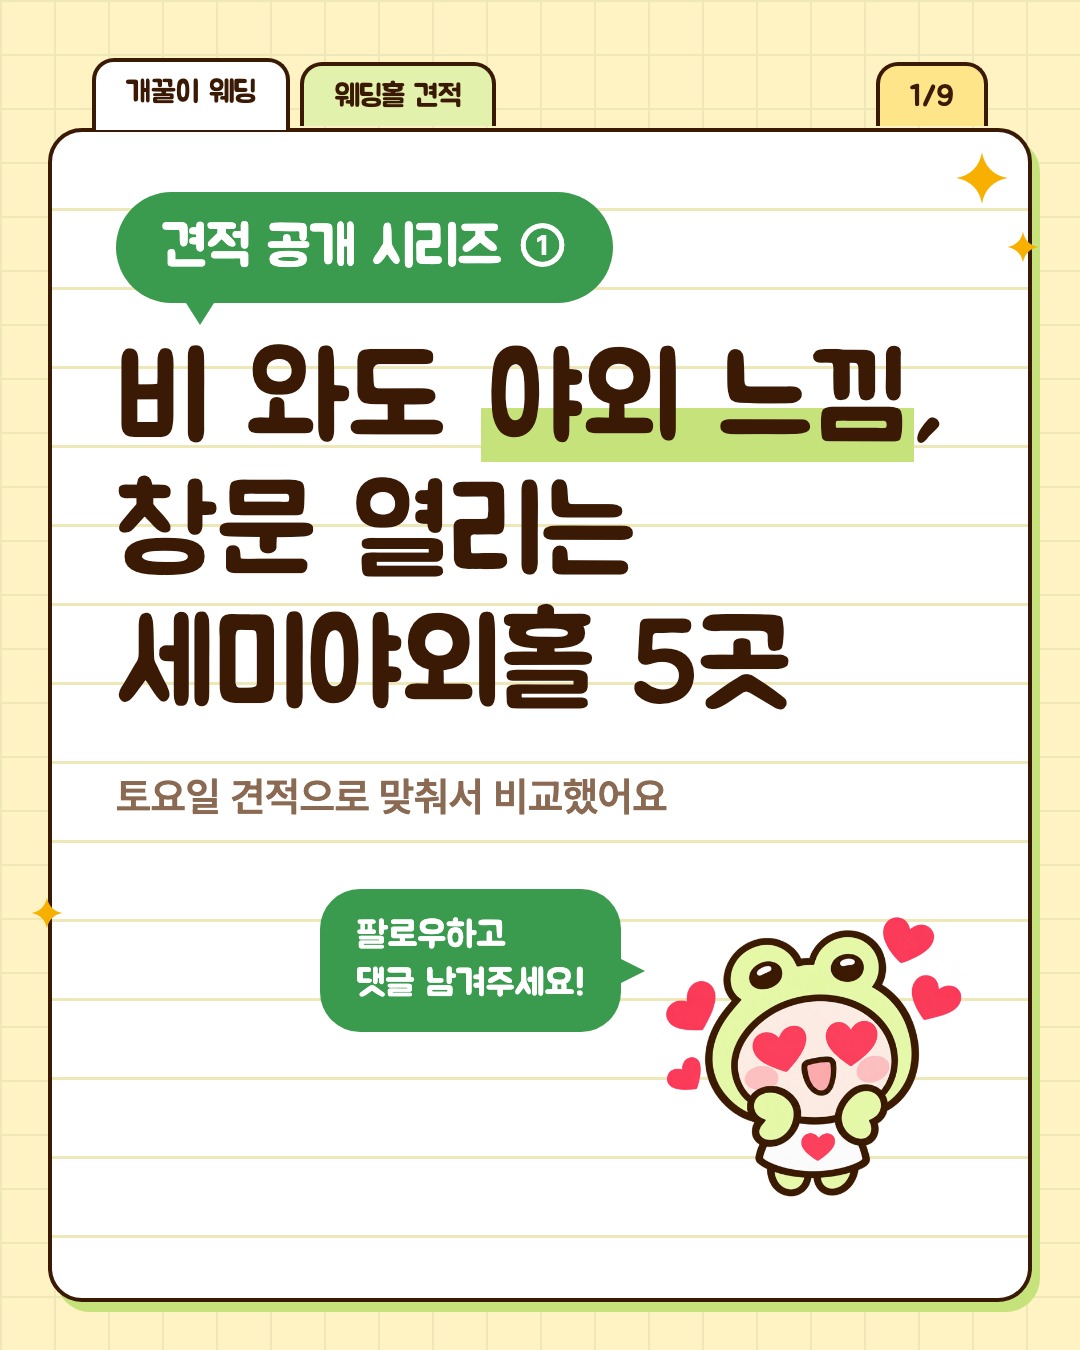 개꿀이 웨딩
웨딩홀 견적
1/9
견적 공개 시리즈 ①
비 와도 야외 느낌,
창문 열리는
세미야외홀 5곳
토요일 견적으로 맞춰서 비교했어요
팔로우하고
댓글 남겨주세요!